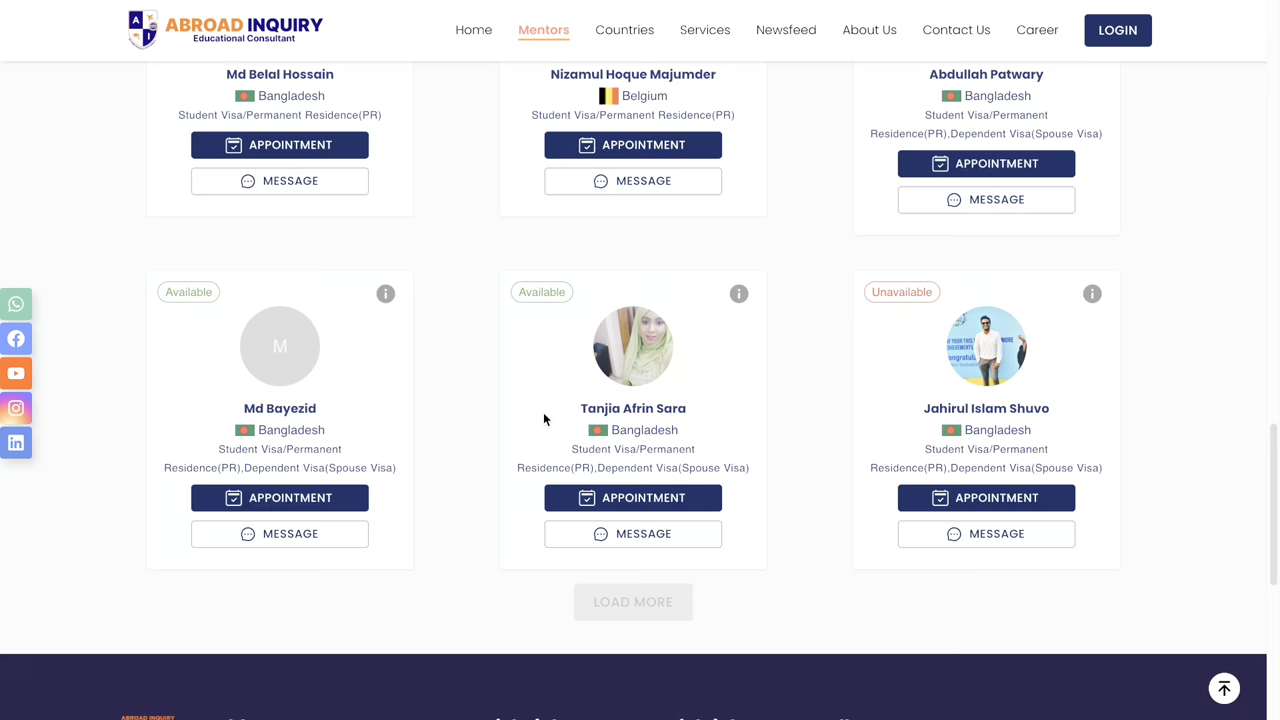 A
I
ABROAD INQUIRY
Educational Consultant
Home
Mentors
Countries
Services
Newsfeed
About Us
Contact Us
Career
LOGIN
Md Belal Hossain
Bangladesh
Student Visa/Permanent Residence(PR)
APPOINTMENT
MESSAGE
Nizamul Hoque Majumder
Belgium
Student Visa/Permanent Residence(PR)
APPOINTMENT
MESSAGE
Abdullah Patwary
Bangladesh
Student Visa/Permanent
Residence(PR),Dependent Visa(Spouse Visa)
APPOINTMENT
MESSAGE
Available
M
Md Bayezid
Bangladesh
Student Visa/Permanent
Residence(PR),Dependent Visa(Spouse Visa)
APPOINTMENT
MESSAGE
Available
Tanjia Afrin Sara
Bangladesh
Student Visa/Permanent
Residence(PR),Dependent Visa(Spouse Visa)
APPOINTMENT
MESSAGE
Unavailable
Jahirul Islam Shuvo
Bangladesh
Student Visa/Permanent
Residence(PR),Dependent Visa(Spouse Visa)
APPOINTMENT
MESSAGE
LOAD MORE
ABROAD INQUIRY